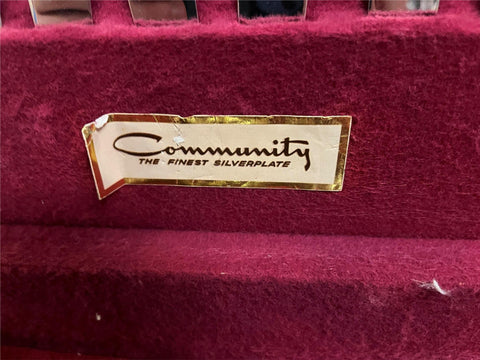 Community
THE FINEST SILVERPLATE